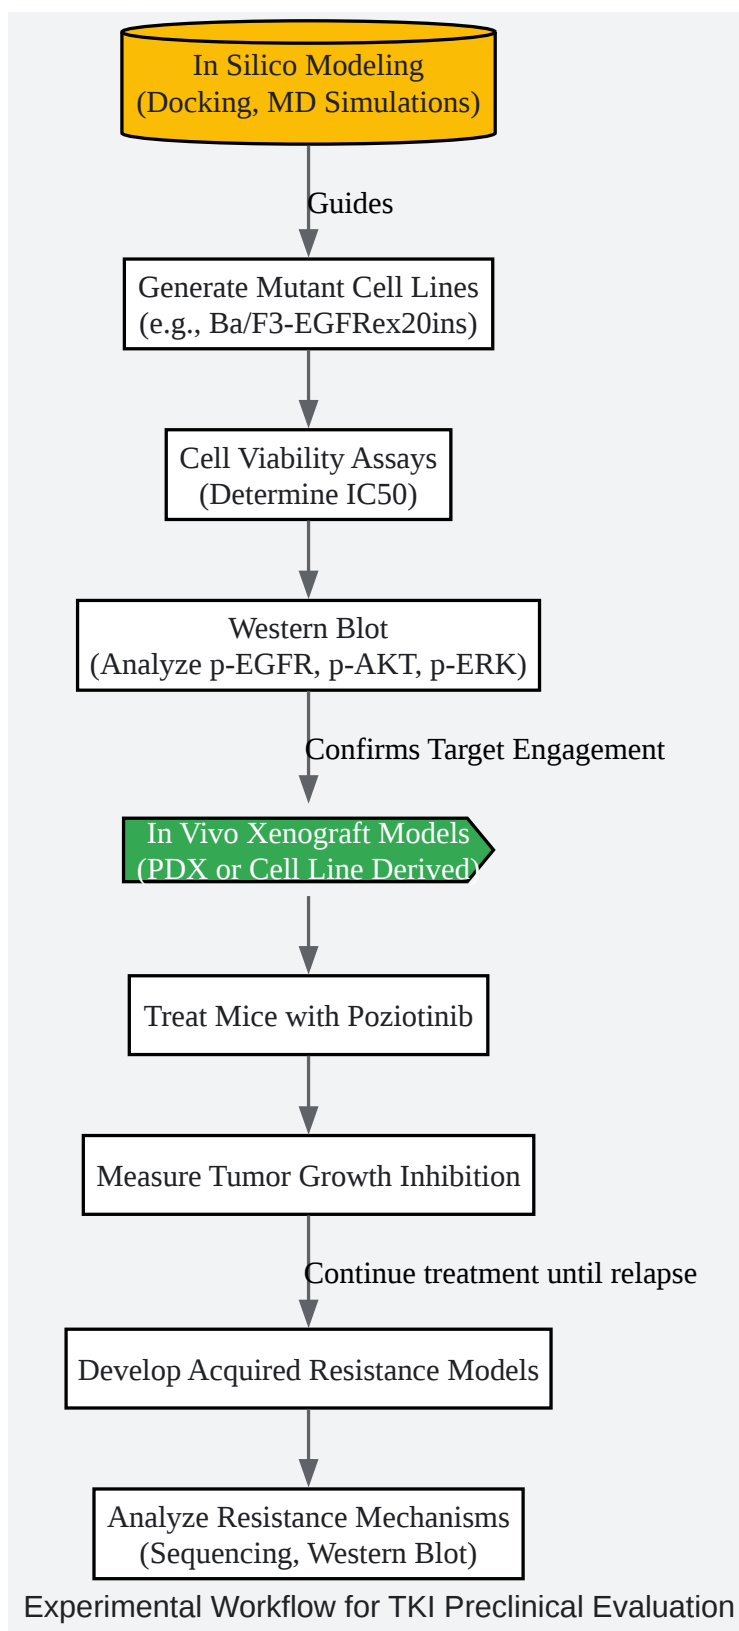 In Silico Modeling
(Docking, MD Simulations)
Guides
Generate Mutant Cell Lines
(e.g., Ba/F3-EGFRex20ins)
Cell Viability Assays
(Determine IC50)
Western Blot
(Analyze p-EGFR, p-AKT, p-ERK)
Confirms Target Engagement
In Vivo Xenograft Models
(PDX or Cell Line Derived)
Treat Mice with Poziotinib
Measure Tumor Growth Inhibition
Continue treatment until relapse
Develop Acquired Resistance Models
Analyze Resistance Mechanisms
(Sequencing, Western Blot)
Experimental Workflow for TKI Preclinical Evaluation